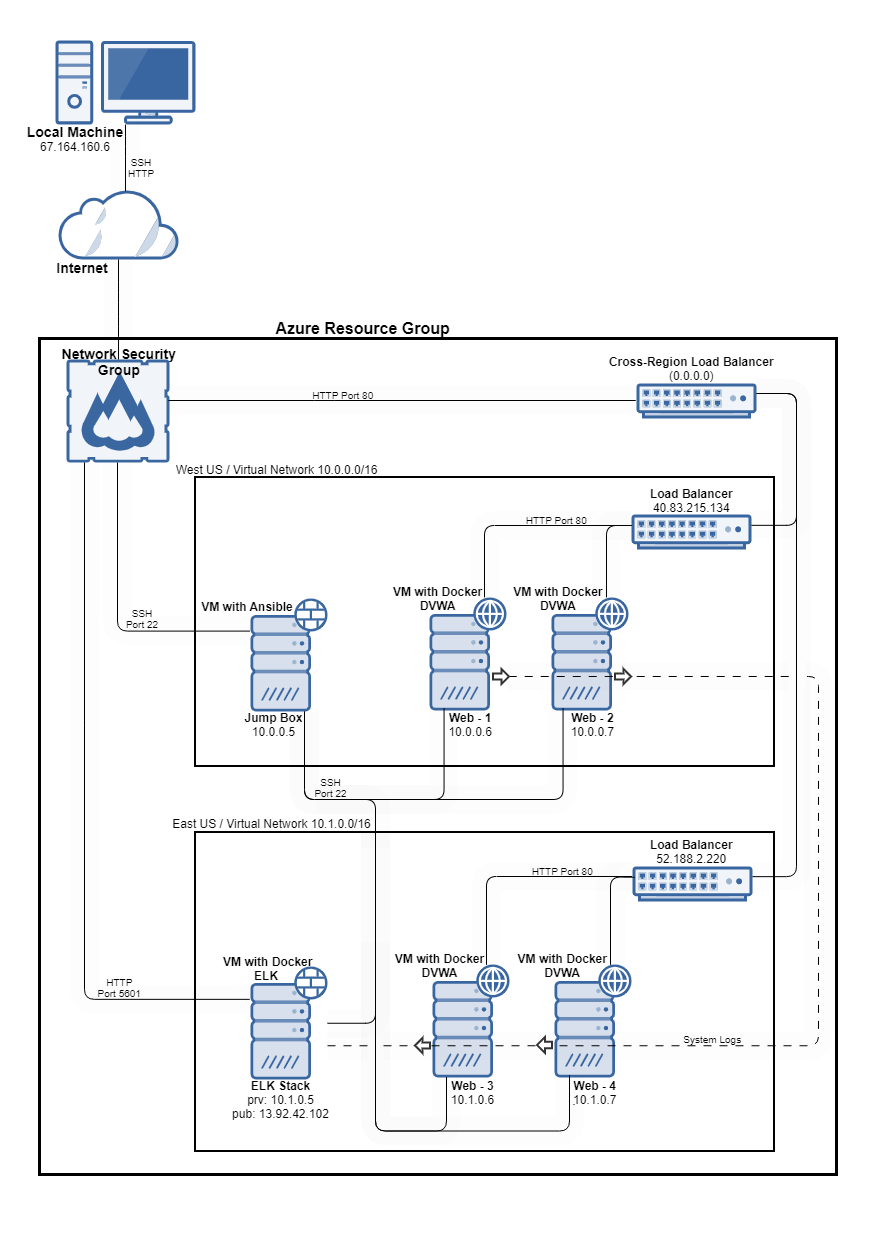 Local Machine
67.164.160.6
SSH
HTTP
Internet
Azure Resource Group
Network Security
Group
Cross-Region Load Balancer
(0.0.0.0)
HTTP Port 80
West US / Virtual Network 10.0.0.0/16
Load Balancer
40.83.215.134
HTTP Port 80
VM with Ansible
VM with Docker
DVWA
VM with Docker
DVWA
SSH
Port 22
Jump Box
10.0.0.5
Web - 1
10.0.0.6
Web - 2
10.0.0.7
SSH
Port 22
East US / Virtual Network 10.1.0.0/16
Load Balancer
52.188.2.220
HTTP Port 80
VM with Docker
ELK
VM with Docker
DVWA
VM with Docker
DVWA
HTTP
Port 5601
System Logs
ELK Stack
prv: 10.1.0.5
pub: 13.92.42.102
Web - 3
10.1.0.6
Web - 4
10.1.0.7